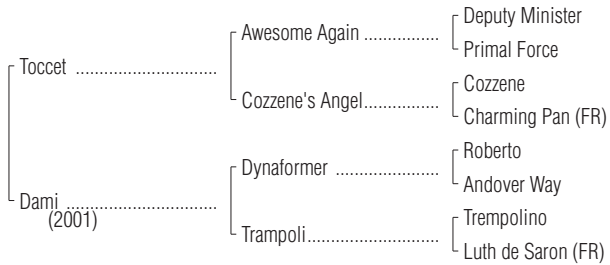 Deputy Minister
Awesome Again ................
Primal Force
Toccet ..............................
Cozzene
Cozzene's Angel................
Charming Pan (FR)
Roberto
Dynaformer ......................
Andover Way
Dami ................................
(2001)
Trempolino
Trampoli............................
Luth de Saron (FR)